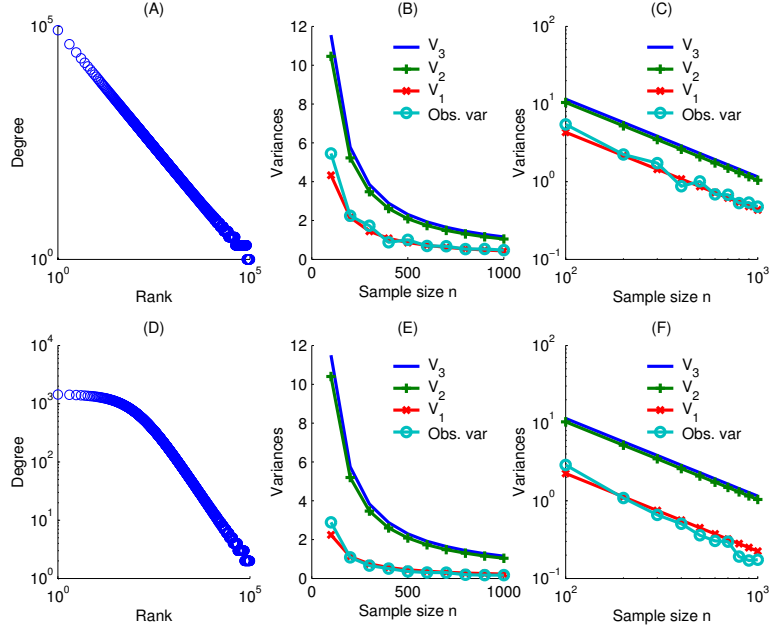 (A)
10^5
10^0
Degree
10^0
10^5
Rank
(B)
12
10
8
6
4
2
0
Variances
V_3
V_2
V_1
Obs. var
0
500
1000
Sample size n
(C)
10^2
10^1
10^0
10^-1
Variances
V_3
V_2
V_1
Obs. var
10^2
10^3
Sample size n
(D)
10^4
10^3
10^2
10^1
10^0
Degree
10^0
10^5
Rank
(E)
12
10
8
6
4
2
0
Variances
V_3
V_2
V_1
Obs. var
0
500
1000
Sample size n
(F)
10^2
10^1
10^0
10^-1
Variances
V_3
V_2
V_1
Obs. var
10^2
10^3
Sample size n